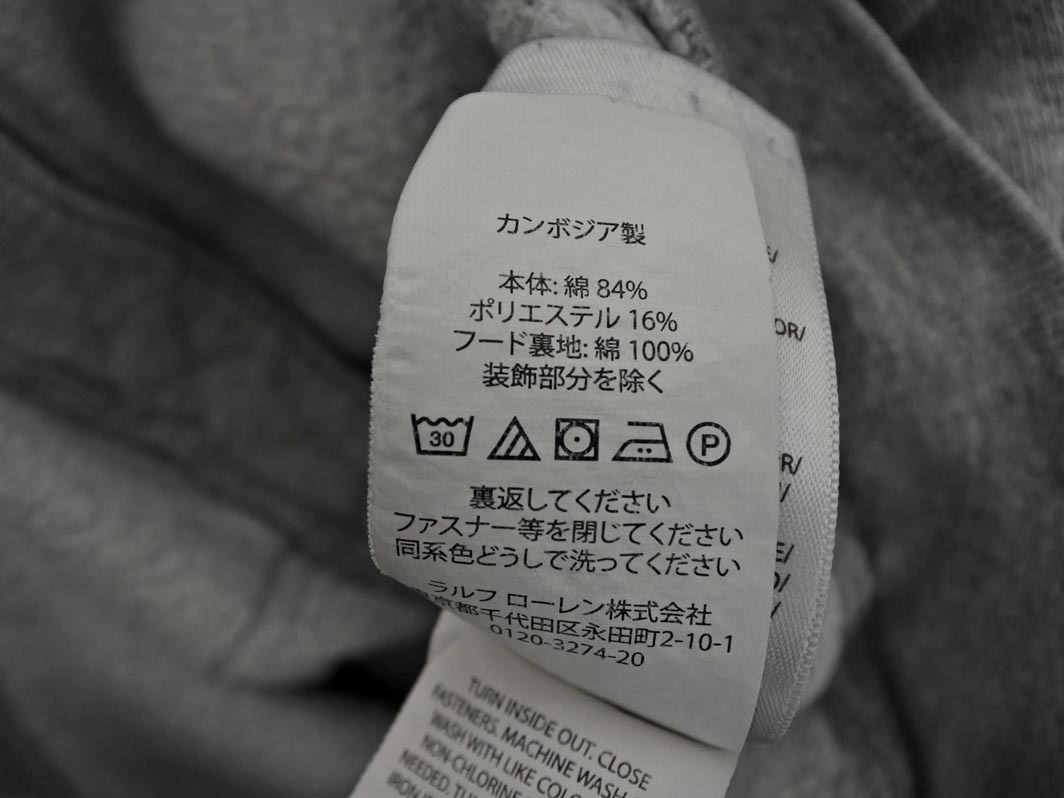 カンボジア製
本体: 綿 84%
ポリエステル 16%
フード裏地: 綿 100%
装飾部分を除く
30
P
裏返してください
ファスナー等を閉じてください
同系色どうしで洗ってください
ラルフ ローレン株式会社
東京都千代田区永田町2-10-1
0120-3274-20
TURN INSIDE OUT. CLOSE
FASTENERS. MACHINE WASH
WASH WITH LIKE
NON-CHLORINE
NEEDED.
IRON
OR/
R/
E/